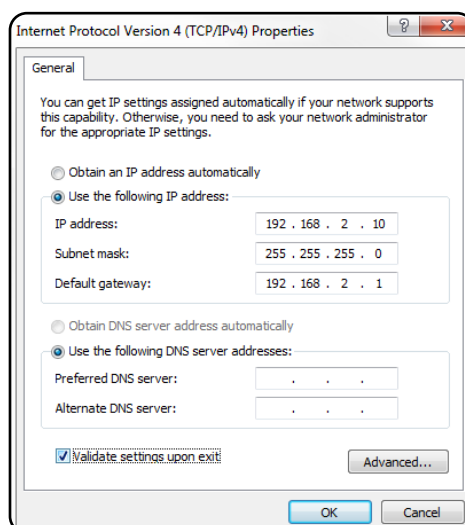 Internet Protocol Version 4 (TCP/IPv4) Properties
General
You can get IP settings assigned automatically if your network supports
this capability. Otherwise, you need to ask your network administrator
for the appropriate IP settings.
Obtain an IP address automatically
Use the following IP address:
IP address: 192 . 168 . 2 . 10
Subnet mask: 255 . 255 . 255 . 0
Default gateway: 192 . 168 . 2 . 1
Obtain DNS server address automatically
Use the following DNS server addresses:
Preferred DNS server: . . .
Alternate DNS server: . . .
Validate settings upon exit
Advanced...
OK Cancel